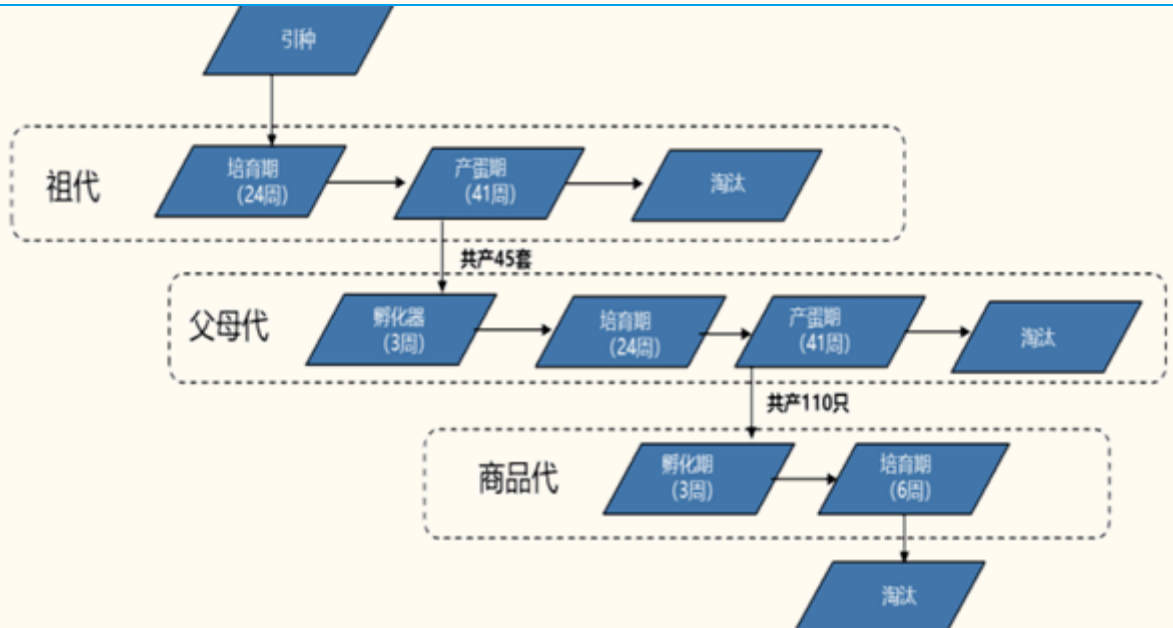 引种
祖代
培育期
(24周)
产蛋期
(41周)
淘汰
共产45套
父母代
孵化器
(3周)
培育期
(24周)
产蛋期
(41周)
淘汰
共产110只
商品代
孵化期
(3周)
培育期
(6周)
淘汰